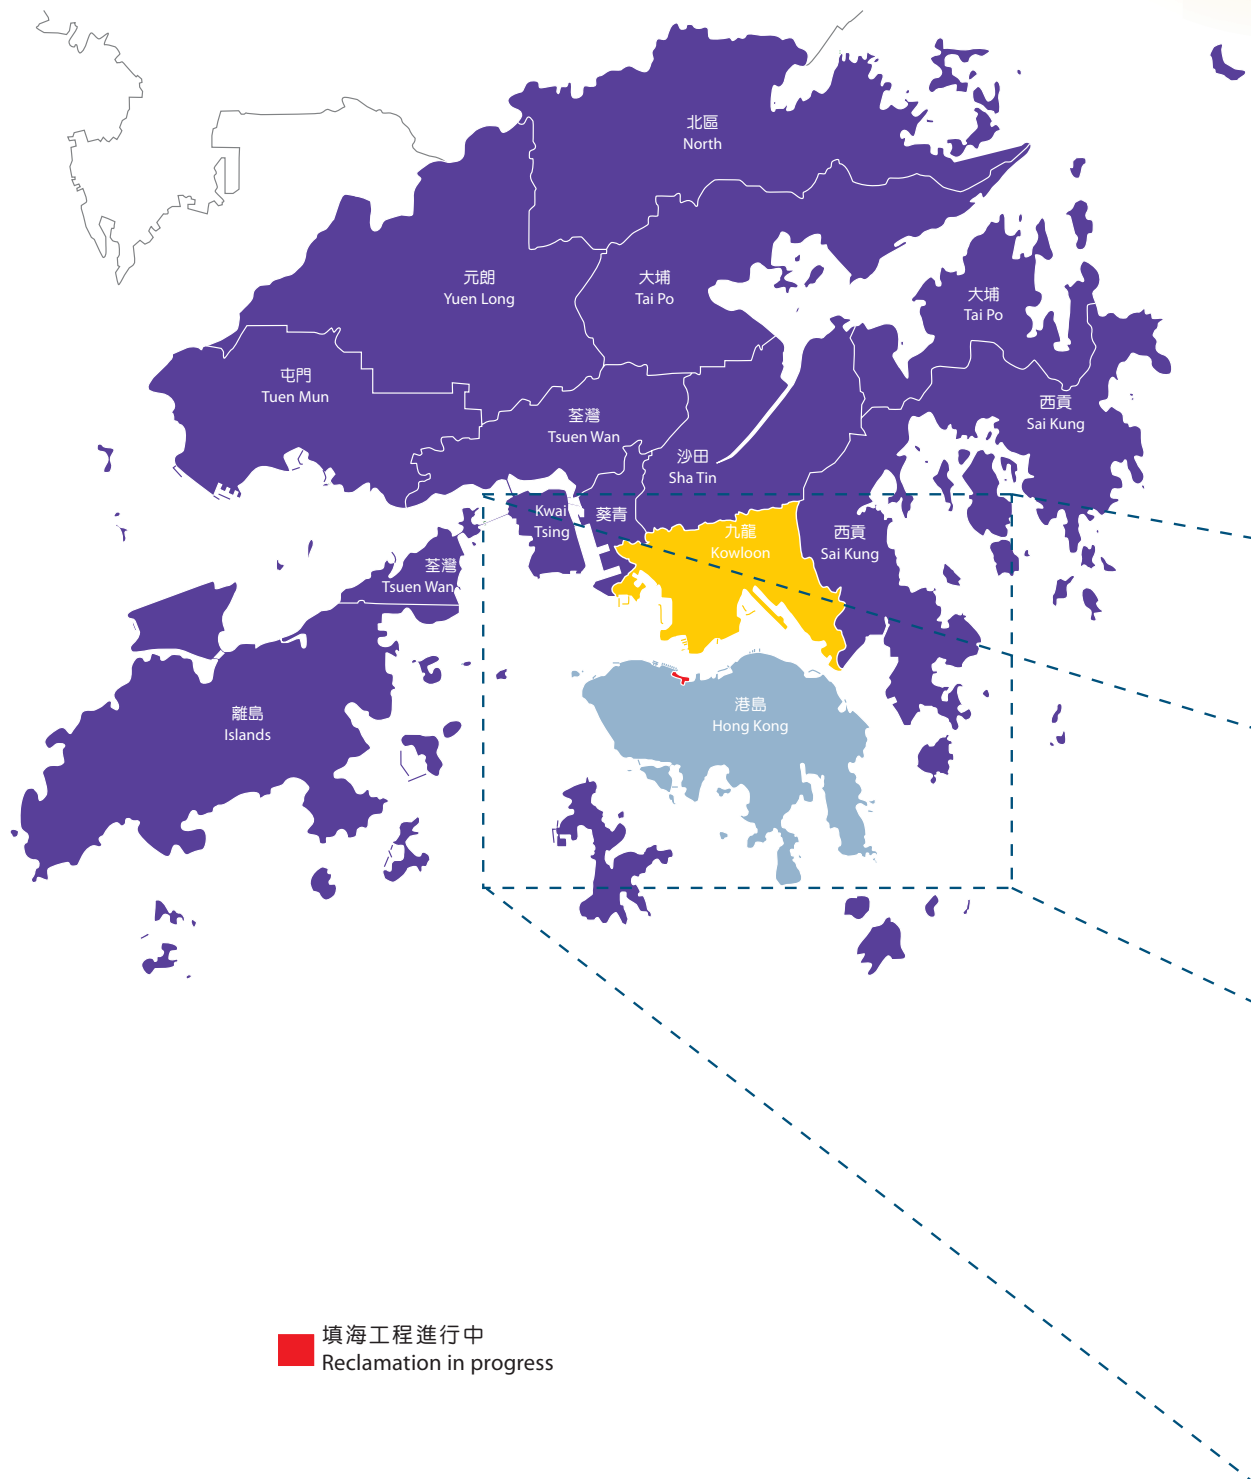 北區
North
元朗
Yuen Long
大埔
Tai Po
大埔
Tai Po
屯門
Tuen Mun
荃灣
Tsuen Wan
西貢
Sai Kung
沙田
Sha Tin
Kwai
Tsing
葵青
九龍
Kowloon
西貢
Sai Kung
荃灣
Tsuen Wan
離島
Islands
港島
Hong Kong
填海工程進行中
Reclamation in progress